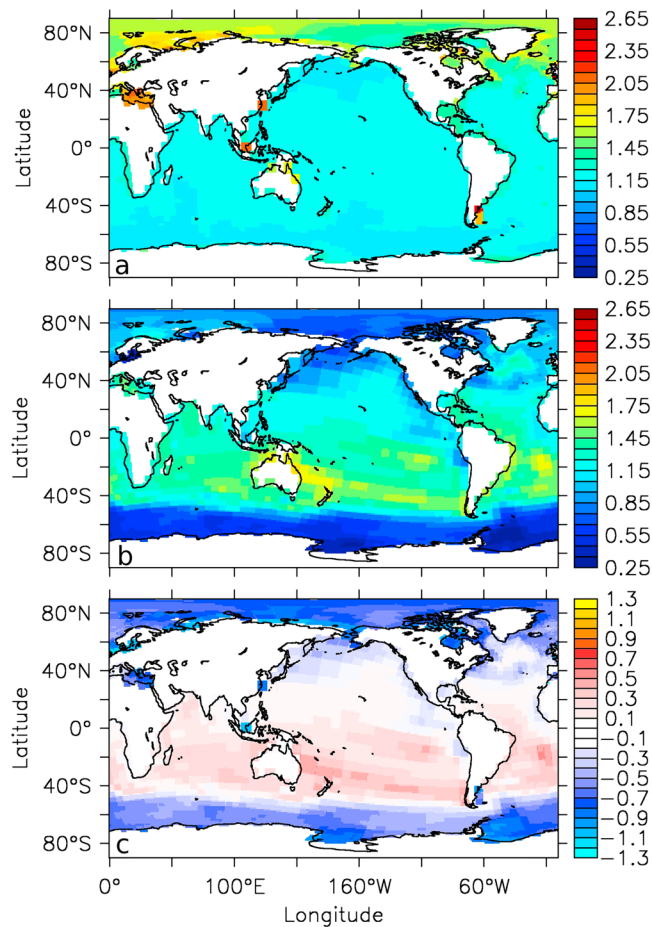 80°N
40°N
0°
40°S
80°S
Latitude
a
2.65
2.35
2.05
1.75
1.45
1.15
0.85
0.55
0.25
80°N
40°N
0°
40°S
80°S
Latitude
b
2.65
2.35
2.05
1.75
1.45
1.15
0.85
0.55
0.25
80°N
40°N
0°
40°S
80°S
Latitude
c
1.3
1.1
0.9
0.7
0.5
0.3
0.1
−0.1
−0.3
−0.5
−0.7
−0.9
−1.1
−1.3
0° 100°E 160°W 60°W
Longitude